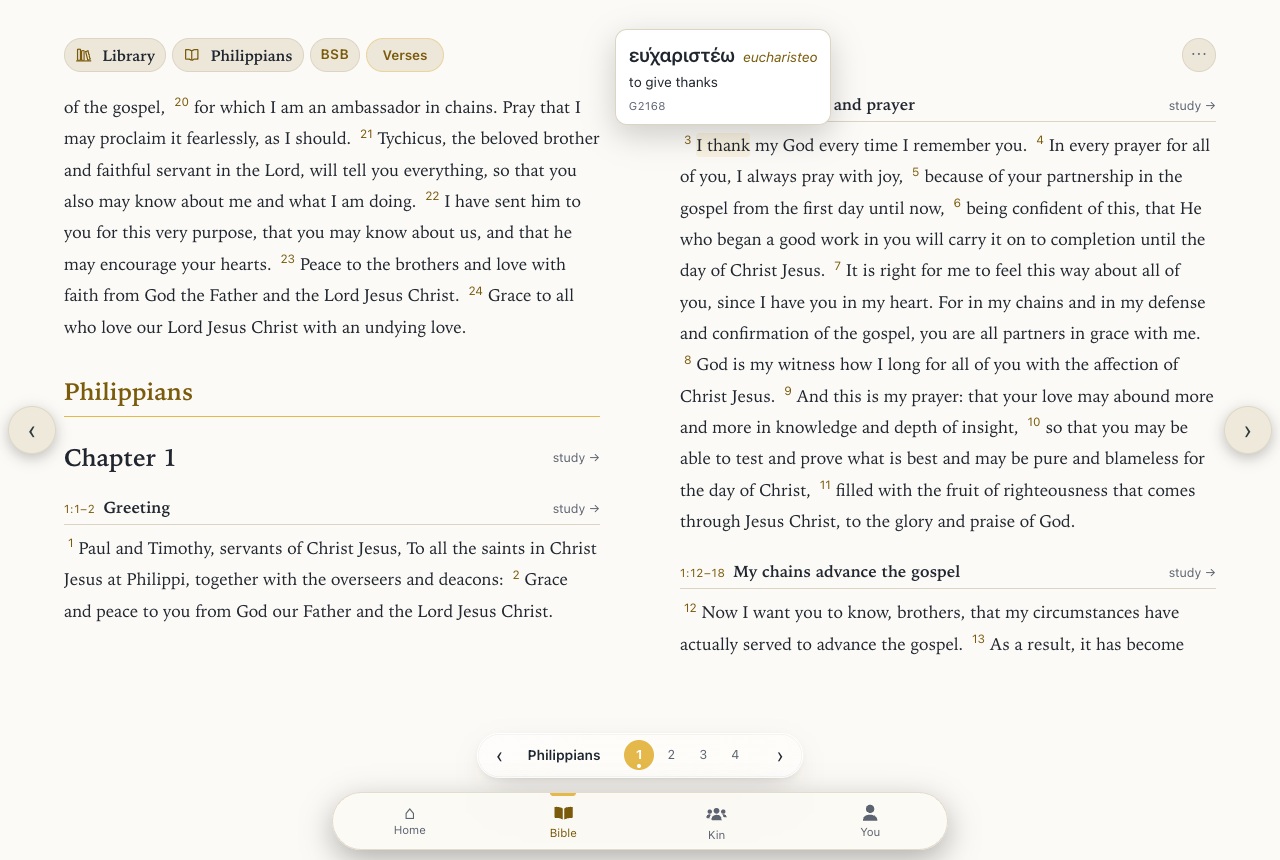 Library
Philippians
BSB
Verses
εὐχαριστέω eucharisteo
to give thanks
G2168
···
of the gospel, 20 for which I am an ambassador in chains. Pray that I
may proclaim it fearlessly, as I should. 21 Tychicus, the beloved brother
and faithful servant in the Lord, will tell you everything, so that you
also may know about me and what I am doing. 22 I have sent him to
you for this very purpose, that you may know about us, and that he
may encourage your hearts. 23 Peace to the brothers and love with
faith from God the Father and the Lord Jesus Christ. 24 Grace to all
who love our Lord Jesus Christ with an undying love.
Philippians
Chapter 1 study →
1:1–2 Greeting study →
1 Paul and Timothy, servants of Christ Jesus, To all the saints in Christ
Jesus at Philippi, together with the overseers and deacons: 2 Grace
and peace to you from God our Father and the Lord Jesus Christ.
and prayer study →
3 I thank my God every time I remember you. 4 In every prayer for all
of you, I always pray with joy, 5 because of your partnership in the
gospel from the first day until now, 6 being confident of this, that He
who began a good work in you will carry it on to completion until the
day of Christ Jesus. 7 It is right for me to feel this way about all of
you, since I have you in my heart. For in my chains and in my defense
and confirmation of the gospel, you are all partners in grace with me.
8 God is my witness how I long for all of you with the affection of
Christ Jesus. 9 And this is my prayer: that your love may abound more
and more in knowledge and depth of insight, 10 so that you may be
able to test and prove what is best and may be pure and blameless for
the day of Christ, 11 filled with the fruit of righteousness that comes
through Jesus Christ, to the glory and praise of God.
1:12–18 My chains advance the gospel study →
12 Now I want you to know, brothers, that my circumstances have
actually served to advance the gospel. 13 As a result, it has become
‹
›
‹ Philippians 1 2 3 4 ›
Home
Bible
Kin
You